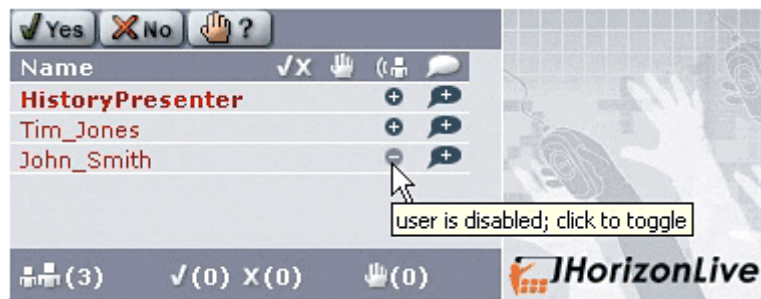 Yes No ?
Name √X
HistoryPresenter
Tim_Jones
John_Smith
user is disabled; click to toggle
(3) √(0) X(0) (0)
HorizonLive